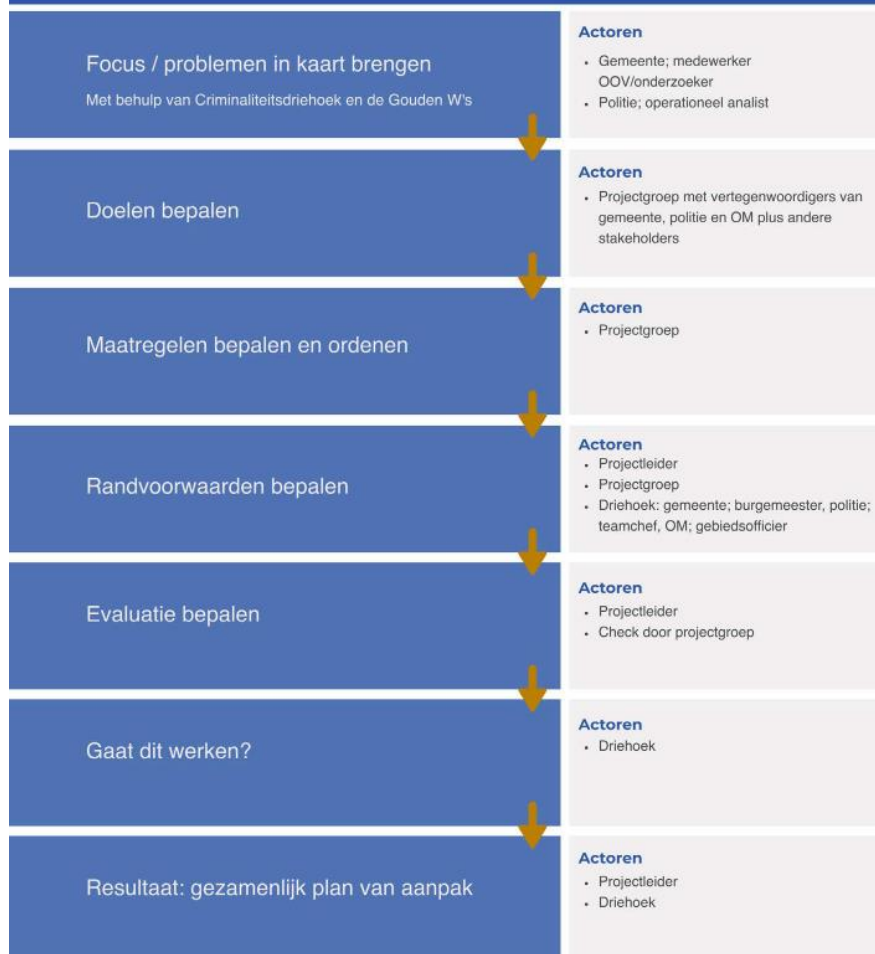 Focus / problemen in kaart brengen
Met behulp van Criminaliteitsdriehoek en de Gouden W's
Actoren
• Gemeente; medewerker
OOV/onderzoeker
• Politie; operationeel analist
Doelen bepalen
Actoren
• Projectgroep met vertegenwoordigers van
gemeente, politie en OM plus andere
stakeholders
Maatregelen bepalen en ordenen
Actoren
• Projectgroep
Randvoorwaarden bepalen
Actoren
• Projectleider
• Projectgroep
• Driehoek: gemeente; burgemeester, politie;
teamchef, OM; gebiedsofficier
Evaluatie bepalen
Actoren
• Projectleider
• Check door projectgroep
Gaat dit werken?
Actoren
• Driehoek
Resultaat: gezamenlijk plan van aanpak
Actoren
• Projectleider
• Driehoek